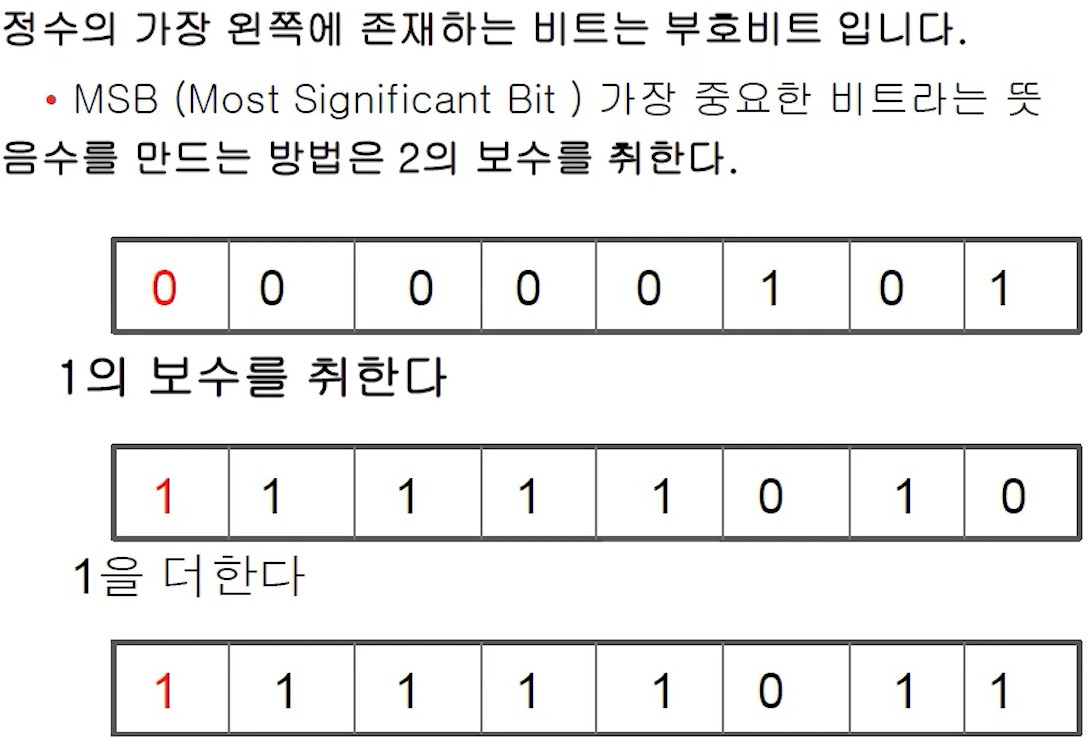 정수의 가장 왼쪽에 존재하는 비트는 부호비트 입니다.
• MSB (Most Significant Bit ) 가장 중요한 비트라는 뜻
음수를 만드는 방법은 2의 보수를 취한다.
0 0 0 0 0 1 0 1
1의 보수를 취한다
1 1 1 1 1 0 1 0
1을 더한다
1 1 1 1 1 0 1 1